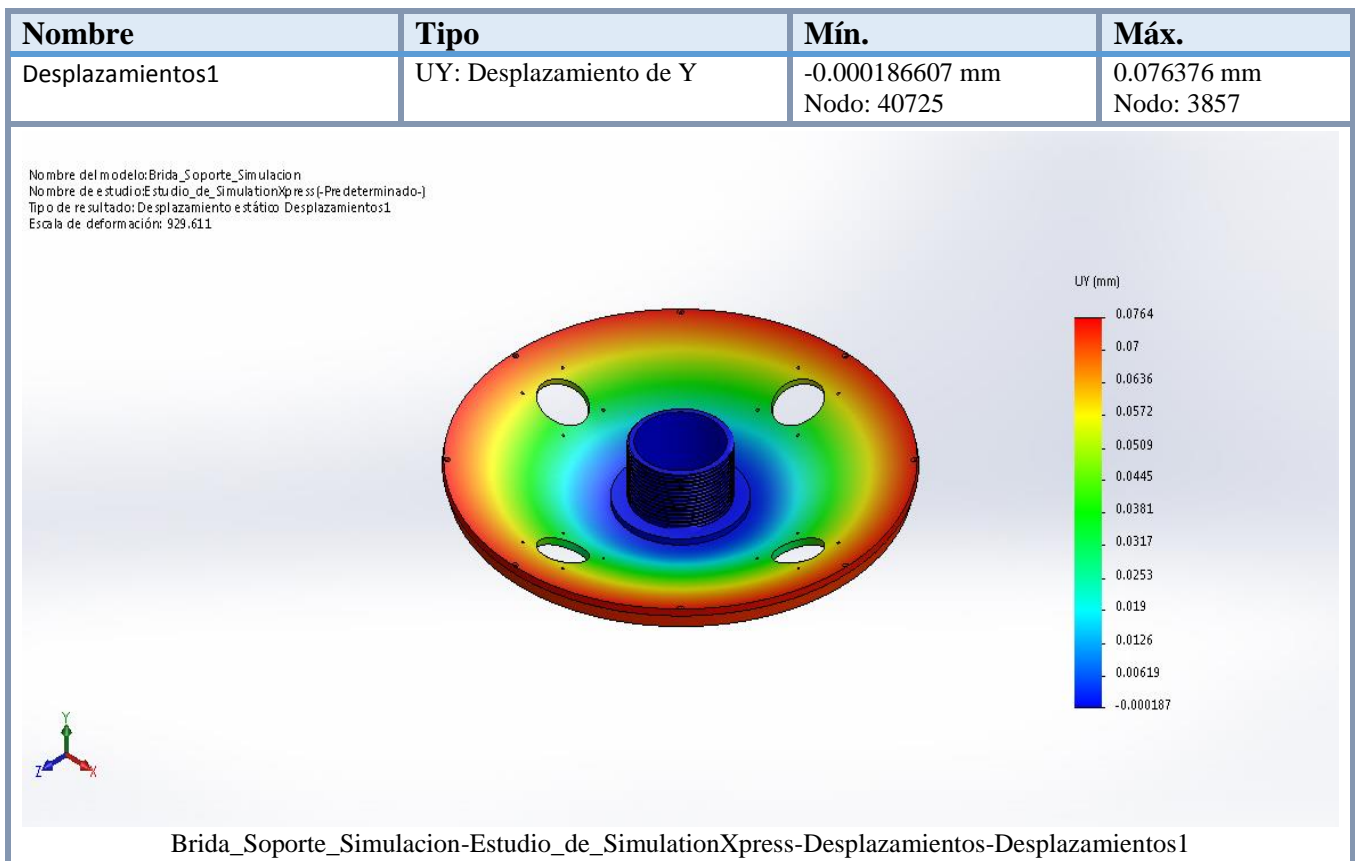 Nombre Tipo Mín. Máx.
Desplazamientos1 UY: Desplazamiento de Y -0.000186607 mm 0.076376 mm
Nodo: 40725 Nodo: 3857
Nombre del modelo:Brida_Soporte_Simulacion
Nombre de estudio:Estudio_de_SimulationXpress(-Predeterminado-)
Tipo de resultado: Desplazamiento estático Desplazamientos1
Escala de deformación: 929.611
UY (mm)
0.0764
0.07
0.0636
0.0572
0.0509
0.0445
0.0381
0.0317
0.0253
0.019
0.0126
0.00619
-0.000187
Y
Z X
Brida_Soporte_Simulacion-Estudio_de_SimulationXpress-Desplazamientos-Desplazamientos1